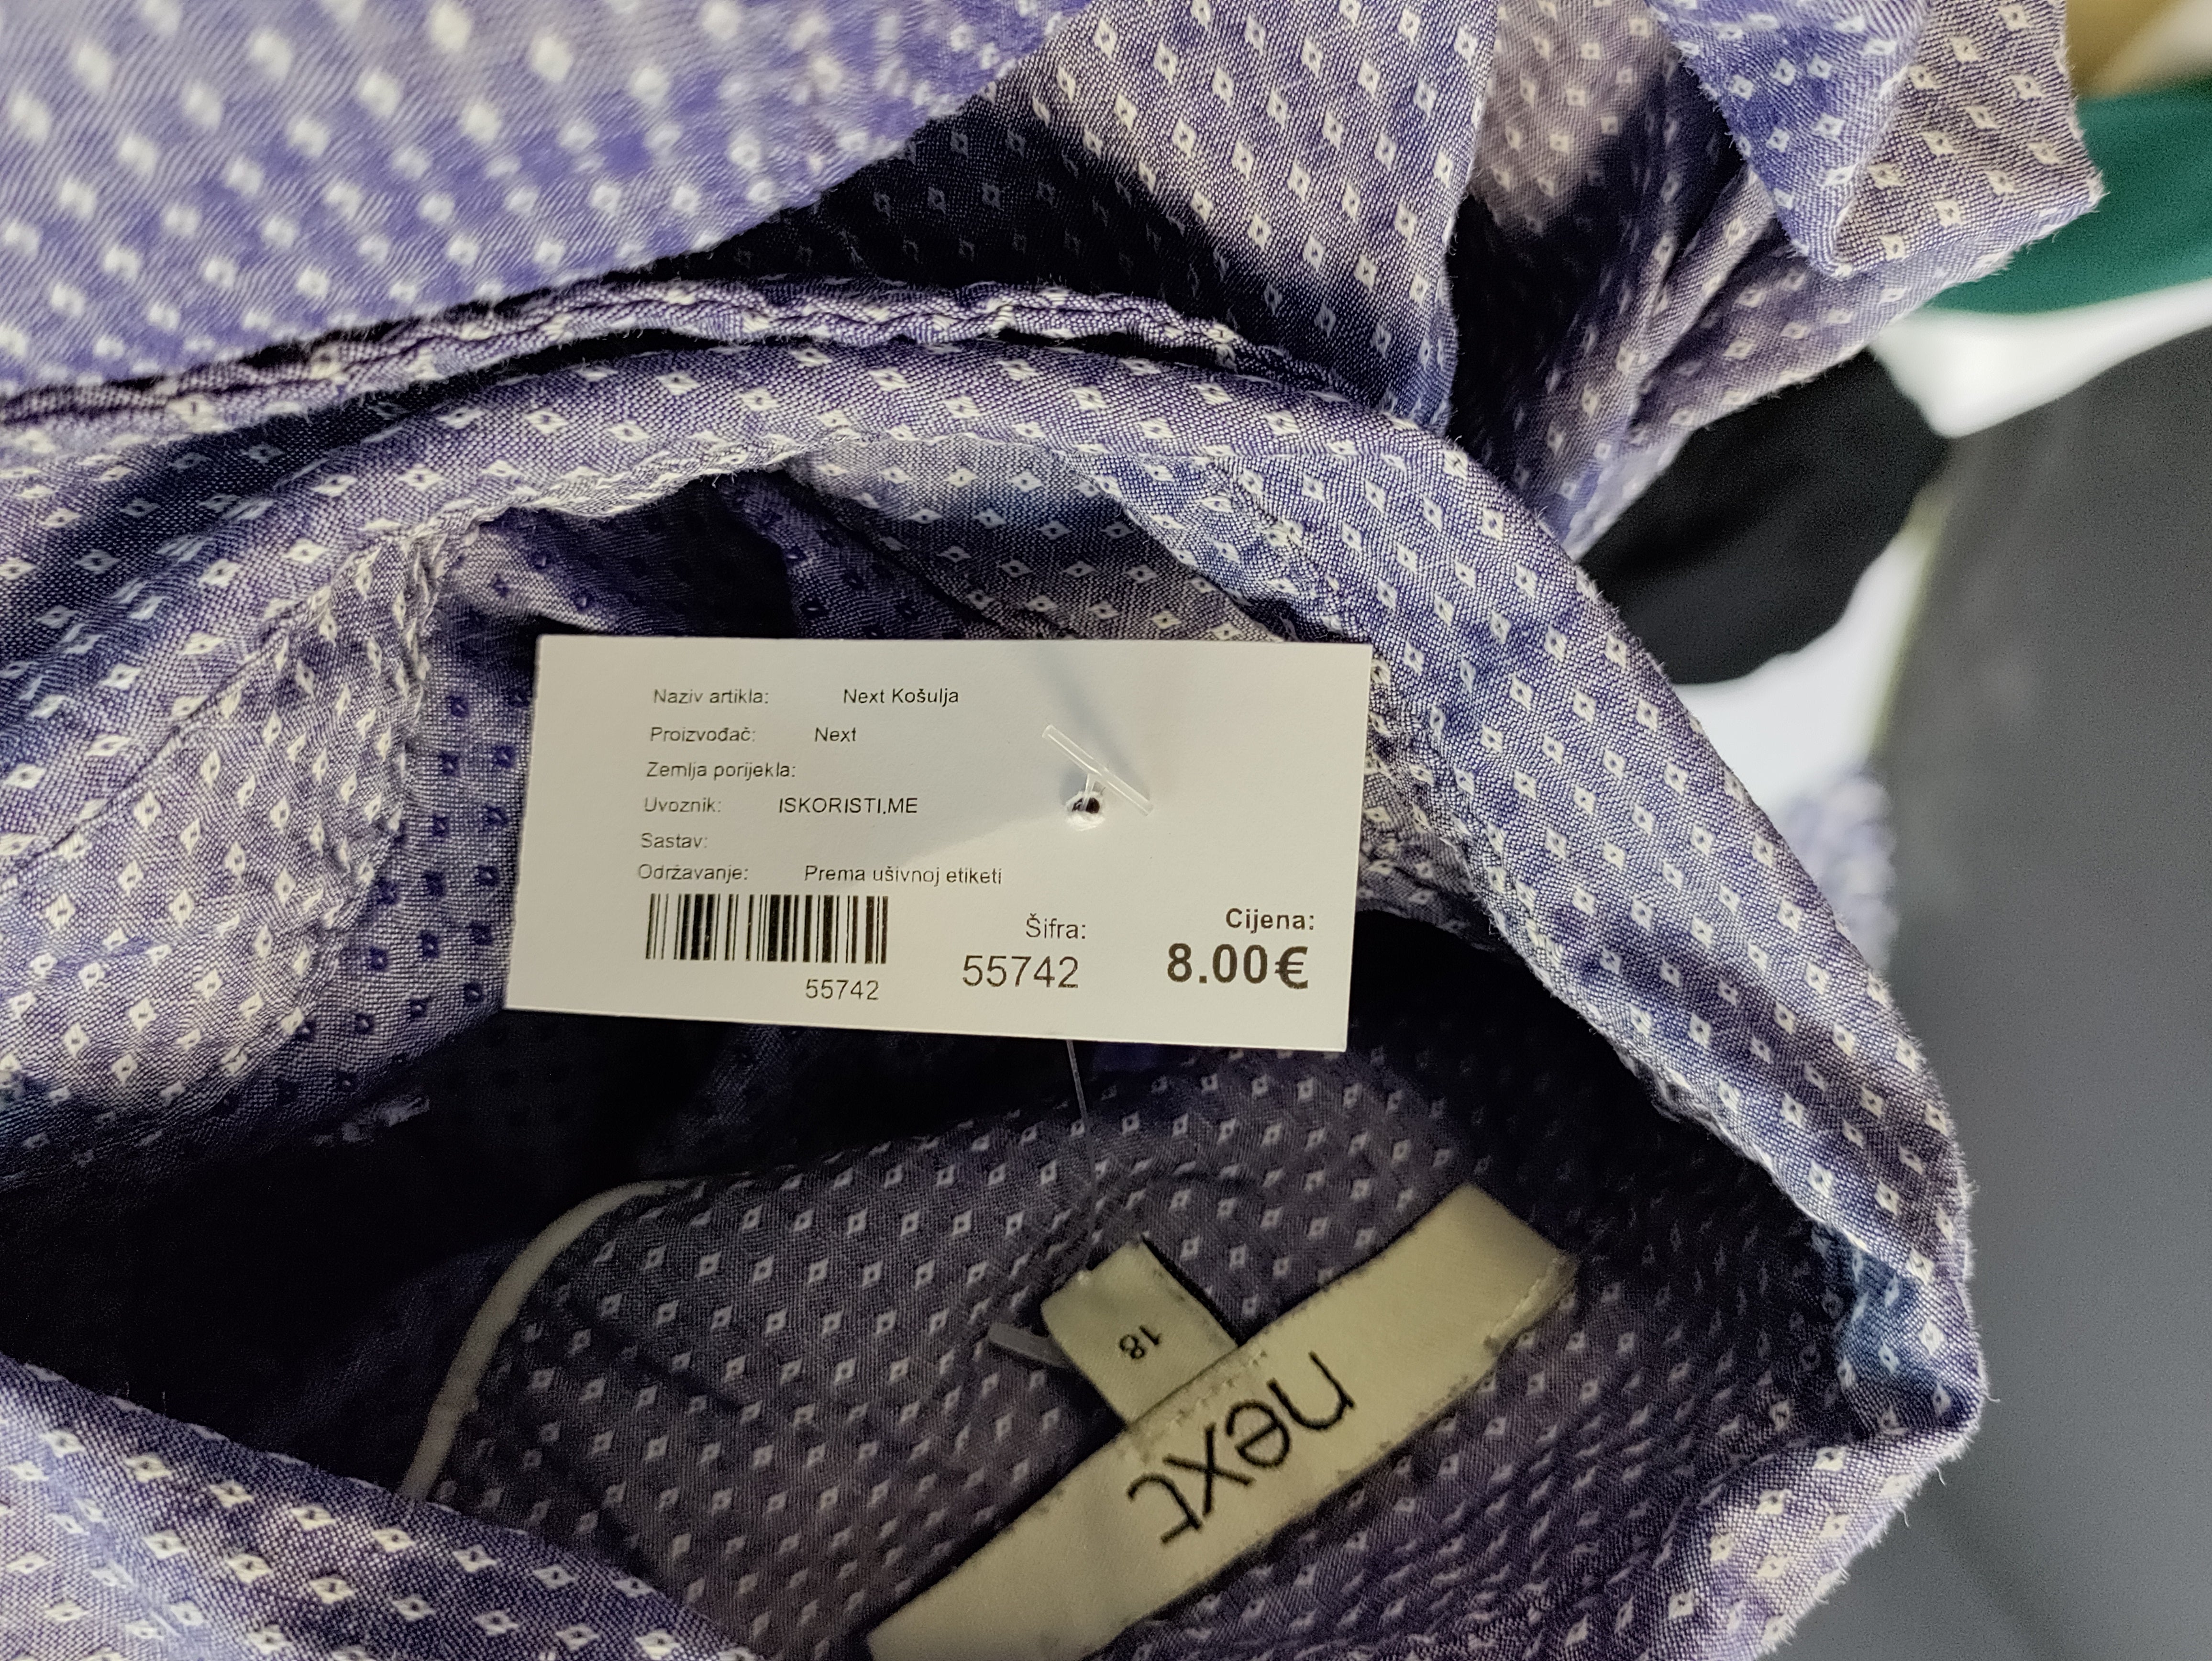 Naziv artikla: Next Košulja
Proizvođač: Next
Zemlja porijekla:
Uvoznik: ISKORISTI.ME
Sastav:
Održavanje: Prema ušivnoj etiketi
55742
Šifra:
55742
Cijena:
8.00€
18
next